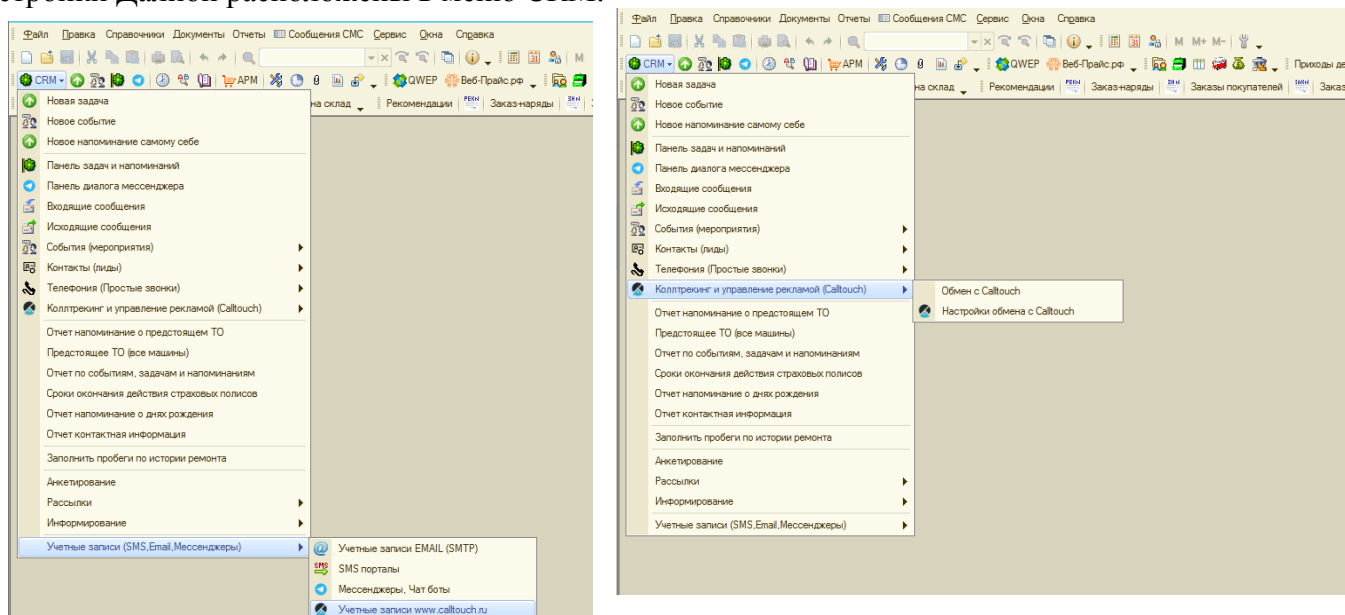 Данной расположены в меню CRM.
Файл Правка Справочники Документы Отчеты Сообщения СМС Сервис Окна Справка
M
CRM APM QWEP Веб-Прайс.рф
на склад Рекомендации Заказ-наряды
Новая задача
Новое событие
Новое напоминание самому себе
Панель задач и напоминаний
Панель диалога мессенджера
Входящие сообщения
Исходящие сообщения
События (мероприятия)
Контакты (лиды)
Телефония (Простые звонки)
Коллтрекинг и управление рекламой (Calltouch)
Отчет напоминание о предстоящем ТО
Предстоящее ТО (все машины)
Отчет по событиям, задачам и напоминаниям
Сроки окончания действия страховых полисов
Отчет напоминание о днях рождения
Отчет контактная информация
Заполнить пробеги по истории ремонта
Анкетирование
Рассылки
Информирование
Учетные записи (SMS,Email,Мессенджеры)
Учетные записи EMAIL (SMTP)
SMS порталы
Мессенджеры, Чат боты
Учетные записи www.calltouch.ru
Файл Правка Справочники Документы Отчеты Сообщения СМС Сервис Окна Справка
M M+ M-
CRM APM QWEP Веб-Прайс.рф Приходы
на склад Рекомендации Заказ-наряды Заказы покупателей
Новая задача
Новое событие
Новое напоминание самому себе
Панель задач и напоминаний
Панель диалога мессенджера
Входящие сообщения
Исходящие сообщения
События (мероприятия)
Контакты (лиды)
Телефония (Простые звонки)
Коллтрекинг и управление рекламой (Calltouch)
Обмен с Calltouch
Настройки обмена с Calltouch
Отчет напоминание о предстоящем ТО
Предстоящее ТО (все машины)
Отчет по событиям, задачам и напоминаниям
Сроки окончания действия страховых полисов
Отчет напоминание о днях рождения
Отчет контактная информация
Заполнить пробеги по истории ремонта
Анкетирование
Рассылки
Информирование
Учетные записи (SMS,Email,Мессенджеры)